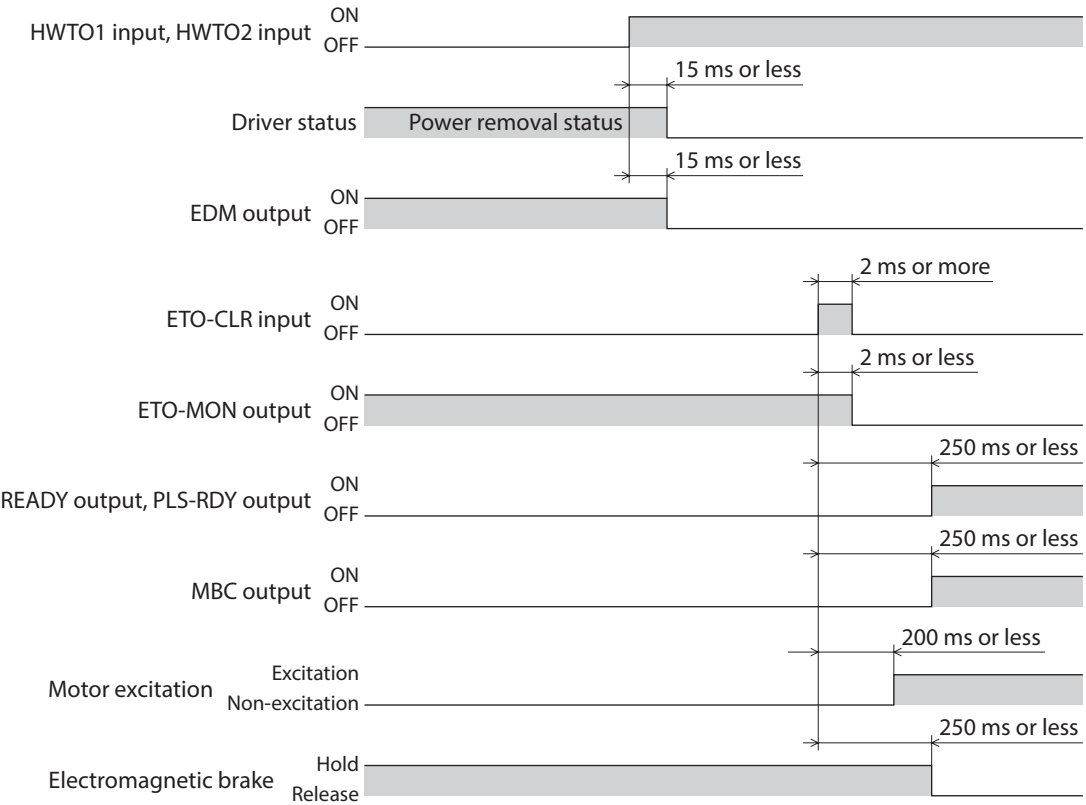 ON
HWTO1 input, HWTO2 input
OFF
15 ms or less
Driver status
Power removal status
15 ms or less
ON
EDM output
OFF
2 ms or more
ON
ETO-CLR input
OFF
2 ms or less
ON
ETO-MON output
OFF
250 ms or less
ON
READY output, PLS-RDY output
OFF
250 ms or less
ON
MBC output
OFF
200 ms or less
Excitation
Motor excitation
Non-excitation
250 ms or less
Hold
Electromagnetic brake
Release